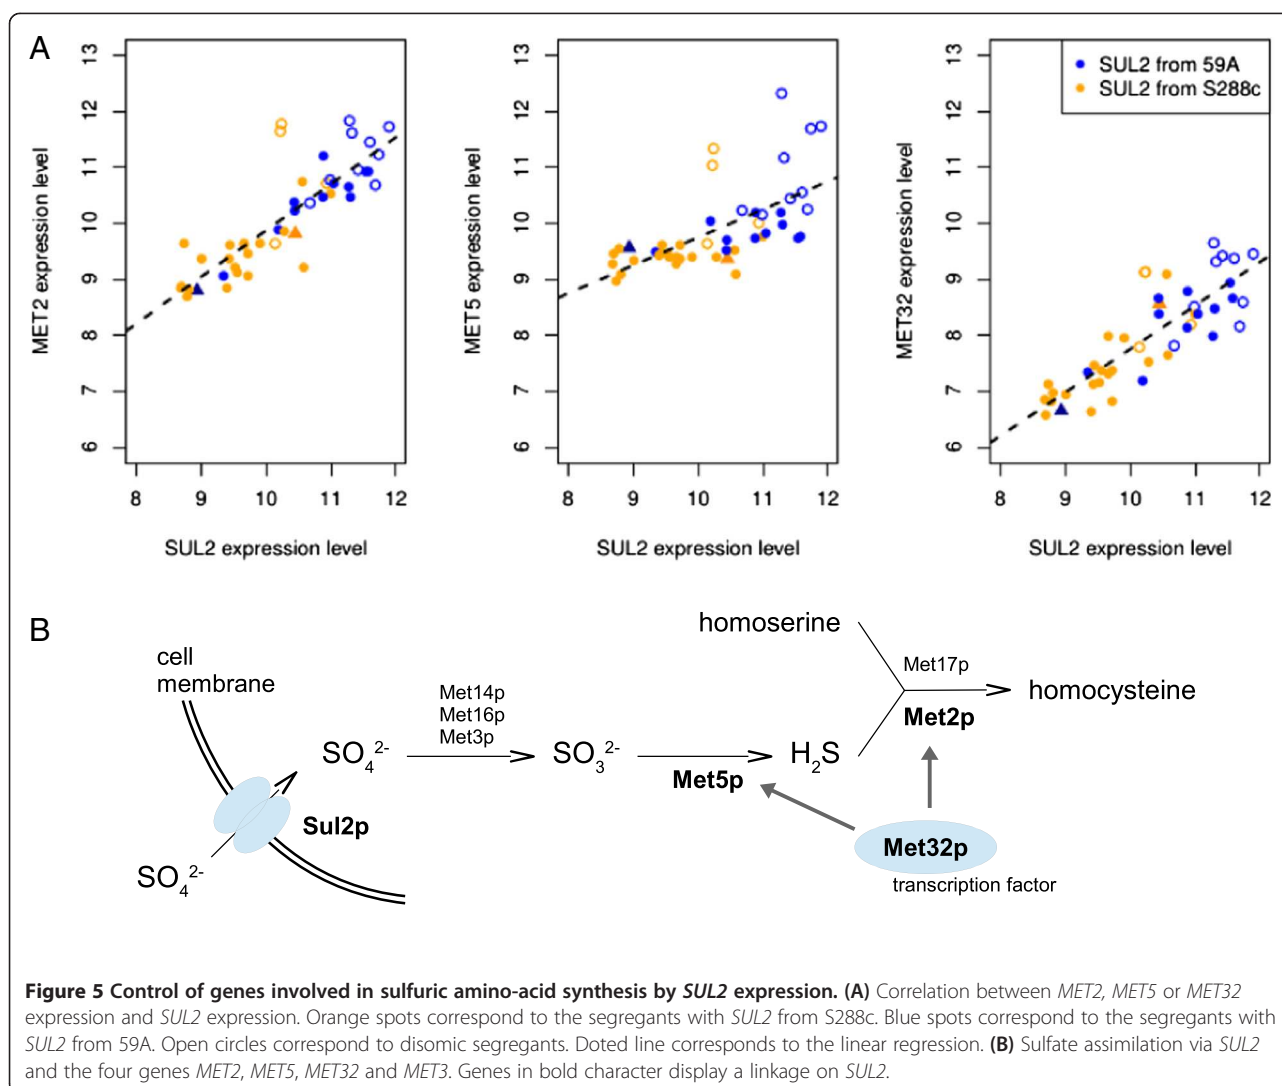 A
MET2 expression level
13
12
11
10
9
8
7
6
8 9 10 11 12
SUL2 expression level
MET5 expression level
13
12
11
10
9
8
7
6
8 9 10 11 12
SUL2 expression level
MET32 expression level
13
12
11
10
9
8
7
6
8 9 10 11 12
SUL2 expression level
SUL2 from 59A
SUL2 from S288c
B
cell
membrane
SO4 2-
Sul2p
SO4 2-
Met14p
Met16p
Met3p
SO3 2-
Met5p
H2S
homoserine
Met17p
Met2p
homocysteine
Met32p
transcription factor
Figure 5 Control of genes involved in sulfuric amino-acid synthesis by SUL2 expression. (A) Correlation between MET2, MET5 or MET32
expression and SUL2 expression. Orange spots correspond to the segregants with SUL2 from S288c. Blue spots correspond to the segregants with
SUL2 from 59A. Open circles correspond to disomic segregants. Doted line corresponds to the linear regression. (B) Sulfate assimilation via SUL2
and the four genes MET2, MET5, MET32 and MET3. Genes in bold character display a linkage on SUL2.